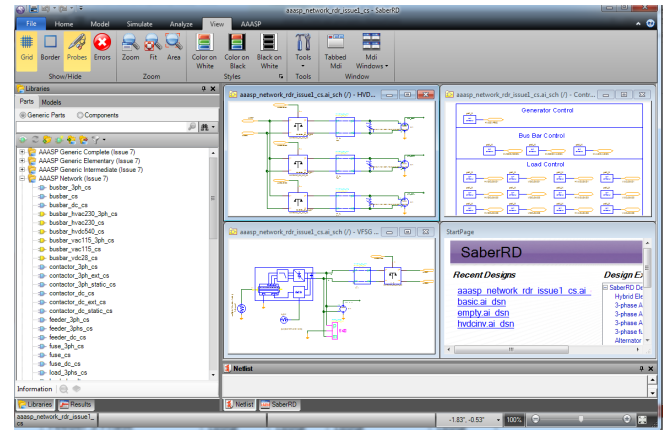 aaasp_network_rdr_issue1_cs - SaberRD
File Home Model Simulate Analyze View AAASP
Grid Border Probes Errors Zoom Fit Area Color on White Color on Black Black on White Tools Tabbed Mdi Mdi Windows
Show/Hide Zoom Styles Tools Window
Libraries
Parts Models
Generic Parts Components
AAASP Generic Complete (Issue 7)
AAASP Generic Elementary (Issue 7)
AAASP Generic Intermediate (Issue 7)
AAASP Network (Issue 7)
busbar_3ph_cs
busbar_cs
busbar_dc_cs
busbar_hvac230_3ph_cs
busbar_hvac230_cs
busbar_hvdc540_cs
busbar_vac115_3ph_cs
busbar_vac115_cs
busbar_vdc28_cs
contactor_3ph_cs
contactor_3ph_ext_cs
contactor_3ph_static_cs
contactor_dc_cs
contactor_dc_ext_cs
contactor_dc_static_cs
feeder_3ph_cs
feeder_3phs_cs
feeder_dc_cs
fuse_3ph_cs
fuse_cs
fuse_dc_cs
load_3phs_cs
Information
Libraries Results
aaasp_network_rdr_issue1_cs
aaasp_network_rdr_issue1_cs.ai_sch (/) - HVD...
aaasp_network_rdr_issue1_cs.ai_sch (/) - Contr...
Generator Control
Bus Bar Control
Load Control
aaasp_network_rdr_issue1_cs.ai_sch (/) - VFSG ...
StartPage
SaberRD
Recent Designs
aaasp_network_rdr_issue1_cs.ai_
basic.ai_dsn
empty.ai_dsn
hvdcinv.ai_dsn
Design Ex
SaberRD De
Hybrid Ele
3-phase A
3-phase A
3-phase A
3-phase fu
Alternator
Netlist
Netlist SaberRD
-1.83", -0.53" 100%